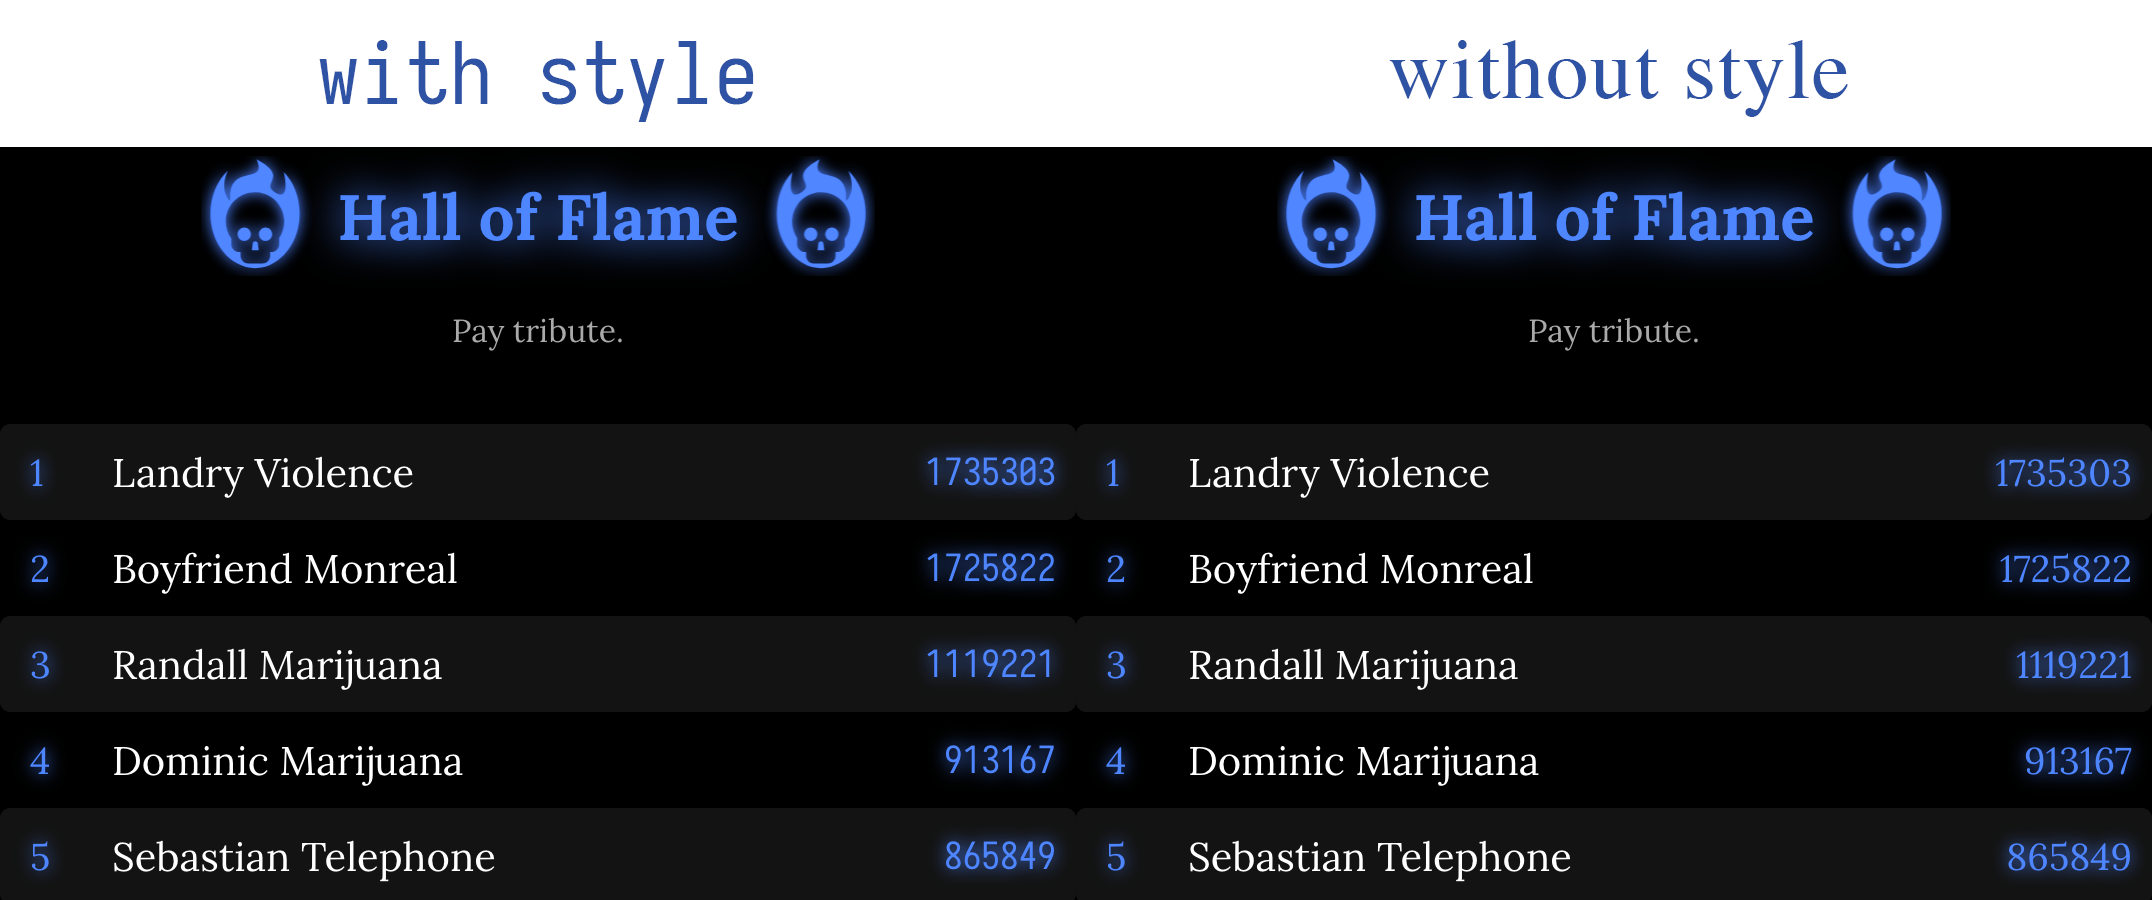 with style
without style
Hall of Flame
Pay tribute.
1 Landry Violence 1735303
2 Boyfriend Monreal 1725822
3 Randall Marijuana 1119221
4 Dominic Marijuana 913167
5 Sebastian Telephone 865849
Hall of Flame
Pay tribute.
1 Landry Violence 1735303
2 Boyfriend Monreal 1725822
3 Randall Marijuana 1119221
4 Dominic Marijuana 913167
5 Sebastian Telephone 865849